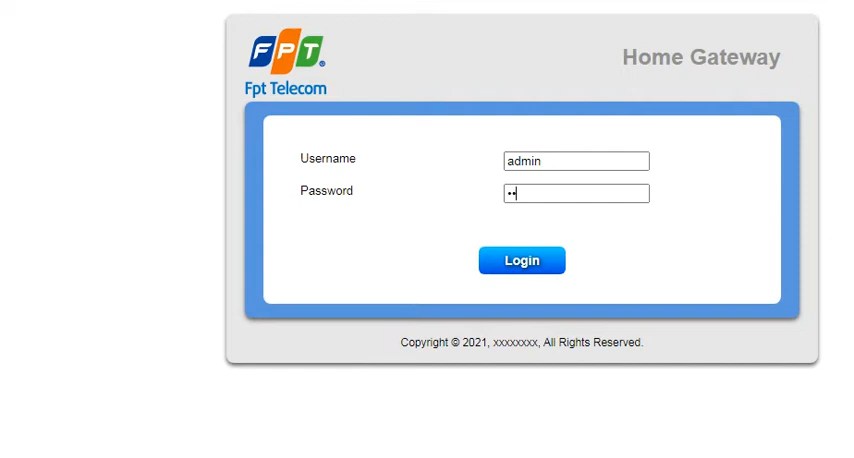 FPT
Fpt Telecom
Home Gateway
Username
admin
Password
••
Login
Copyright © 2021, xxxxxxxx, All Rights Reserved.